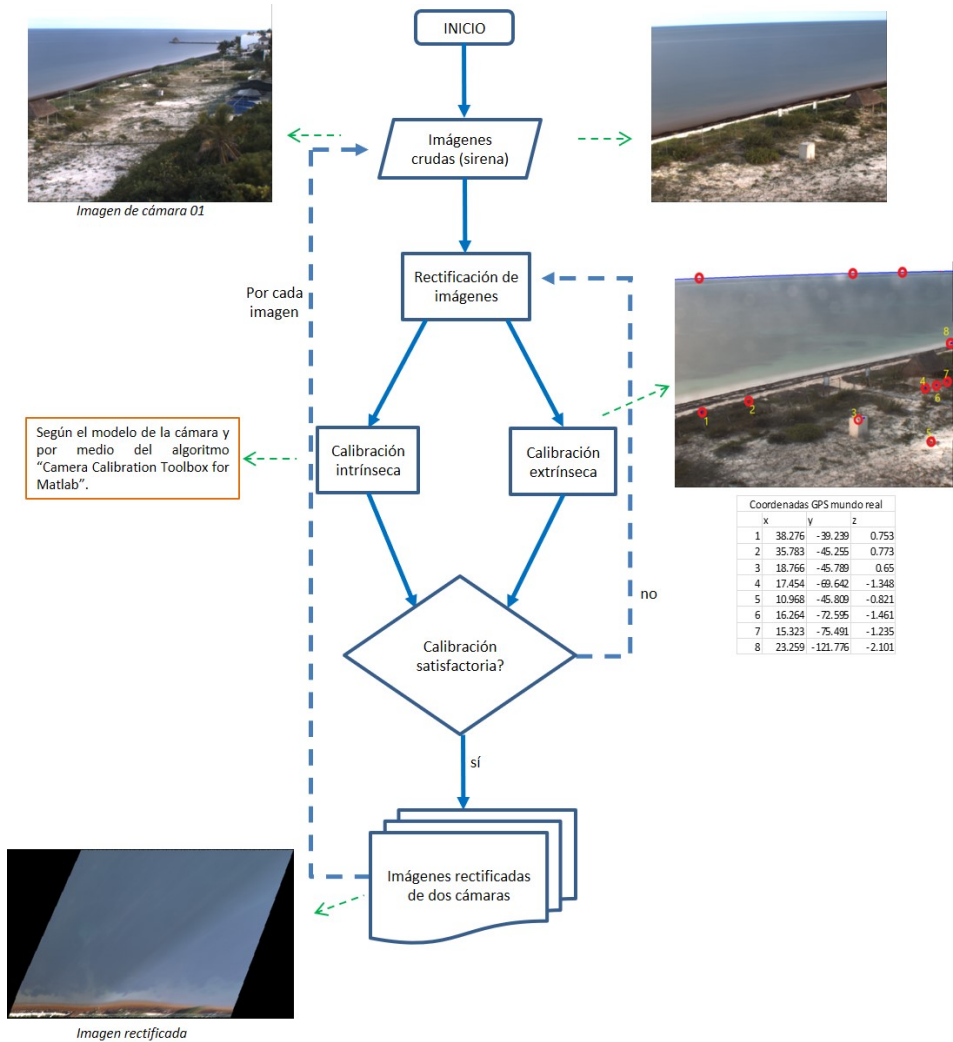 INICIO
Imágenes
crudas (sirena)
Imagen de cámara 01
Rectificación de
imágenes
Por cada
imagen
8
7
4
6
2
1
3
5
Según el modelo de la cámara y
por medio del algoritmo
“Camera Calibration Toolbox for
Matlab”.
Calibración
intrínseca
Calibración
extrínseca
Coordenadas GPS mundo real
x y z
1 38.276 -39.239 0.753
2 35.783 -45.255 0.773
3 18.766 -45.789 0.65
4 17.454 -69.642 -1.348
5 10.968 -45.809 -0.821
6 16.264 -72.595 -1.461
7 15.323 -75.491 -1.235
8 23.259 -121.776 -2.101
no
Calibración
satisfactoria?
sí
Imágenes rectificadas
de dos cámaras
Imagen rectificada